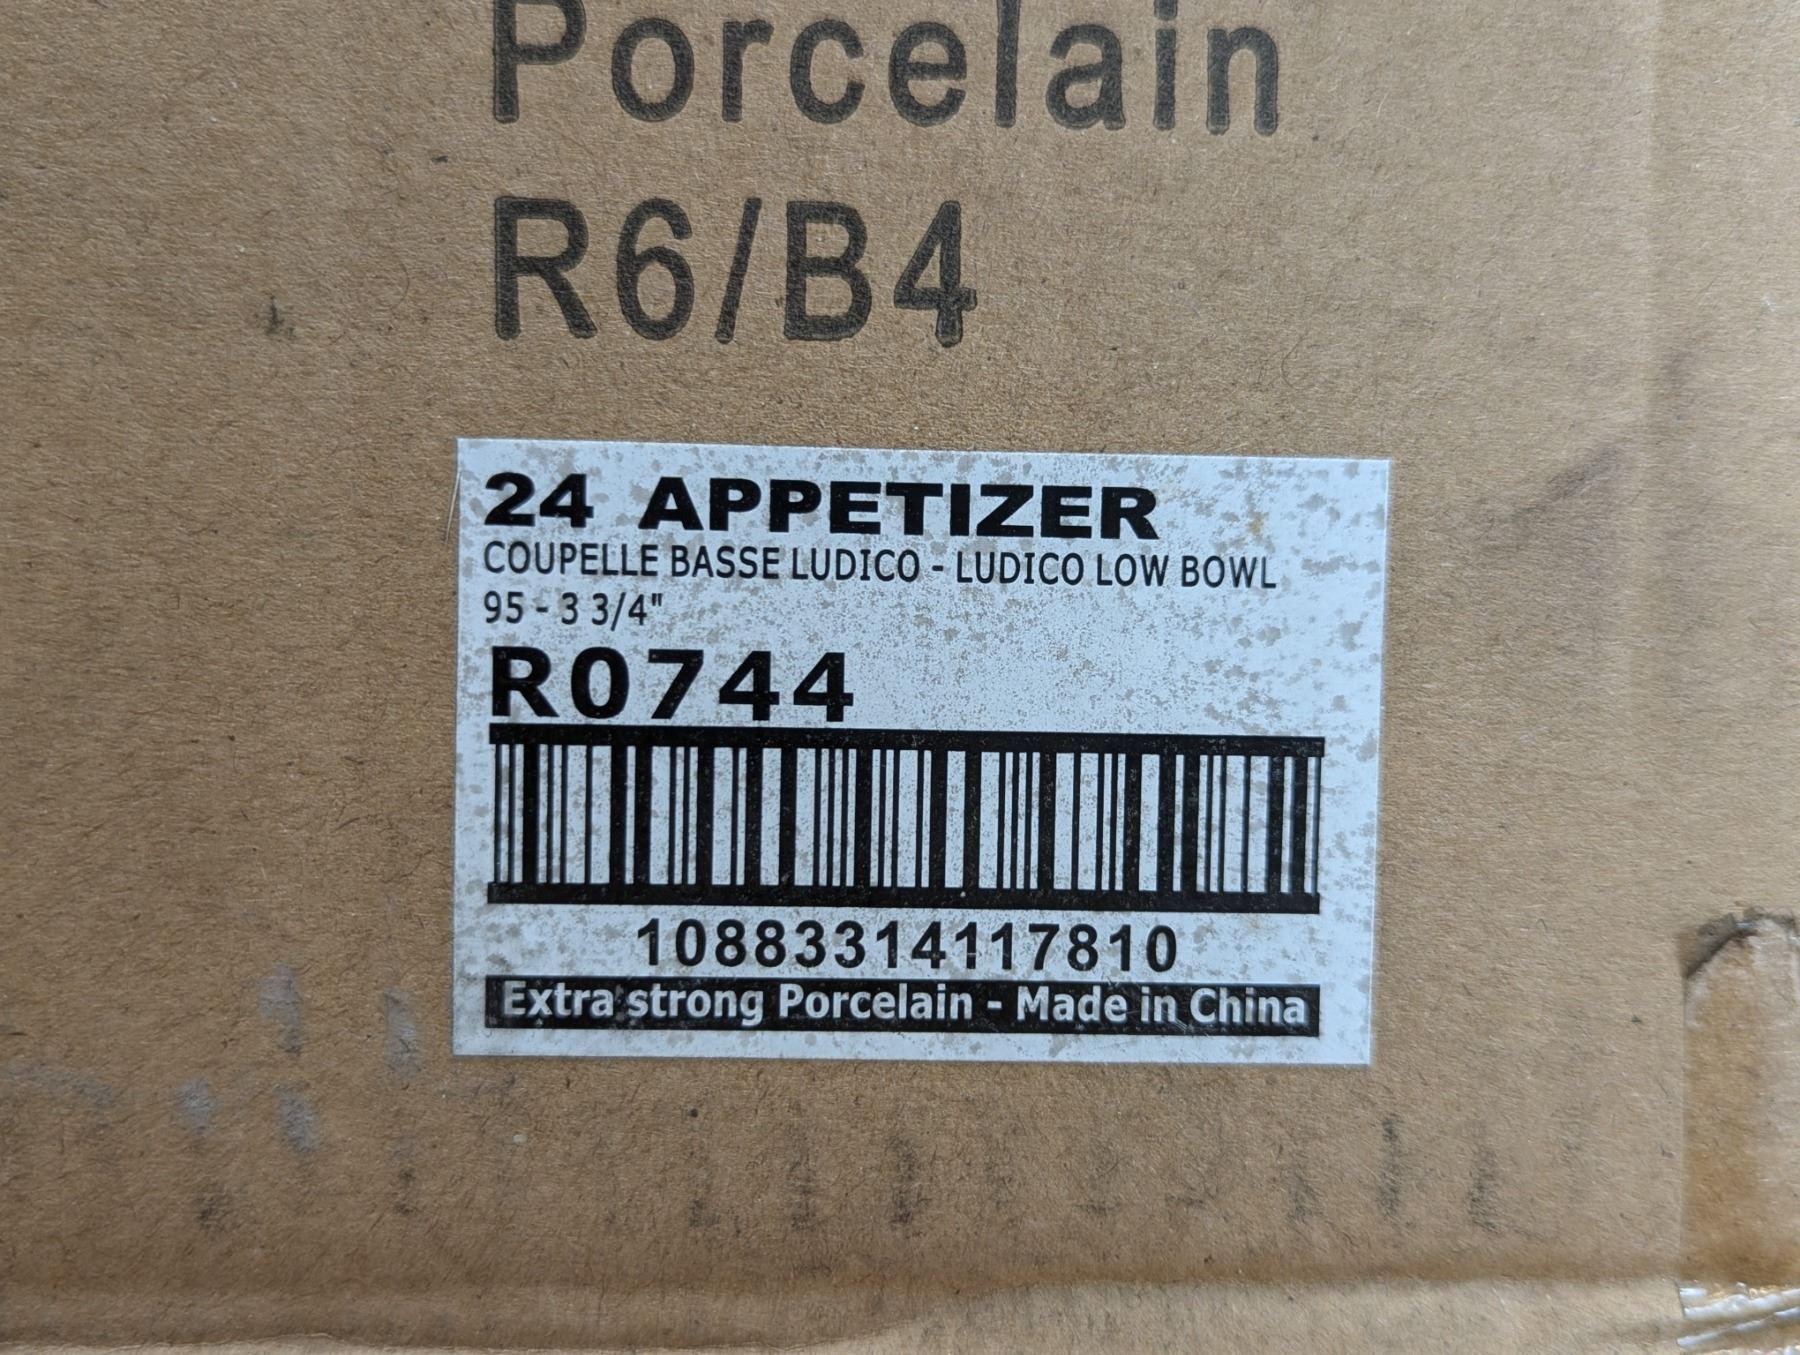 Porcelain
R6/B4
24 APPETIZER
COUPELLE BASSE LUDICO - LUDICO LOW BOWL
95 - 3 3/4"
R0744
10883314117810
Extra strong Porcelain - Made in China